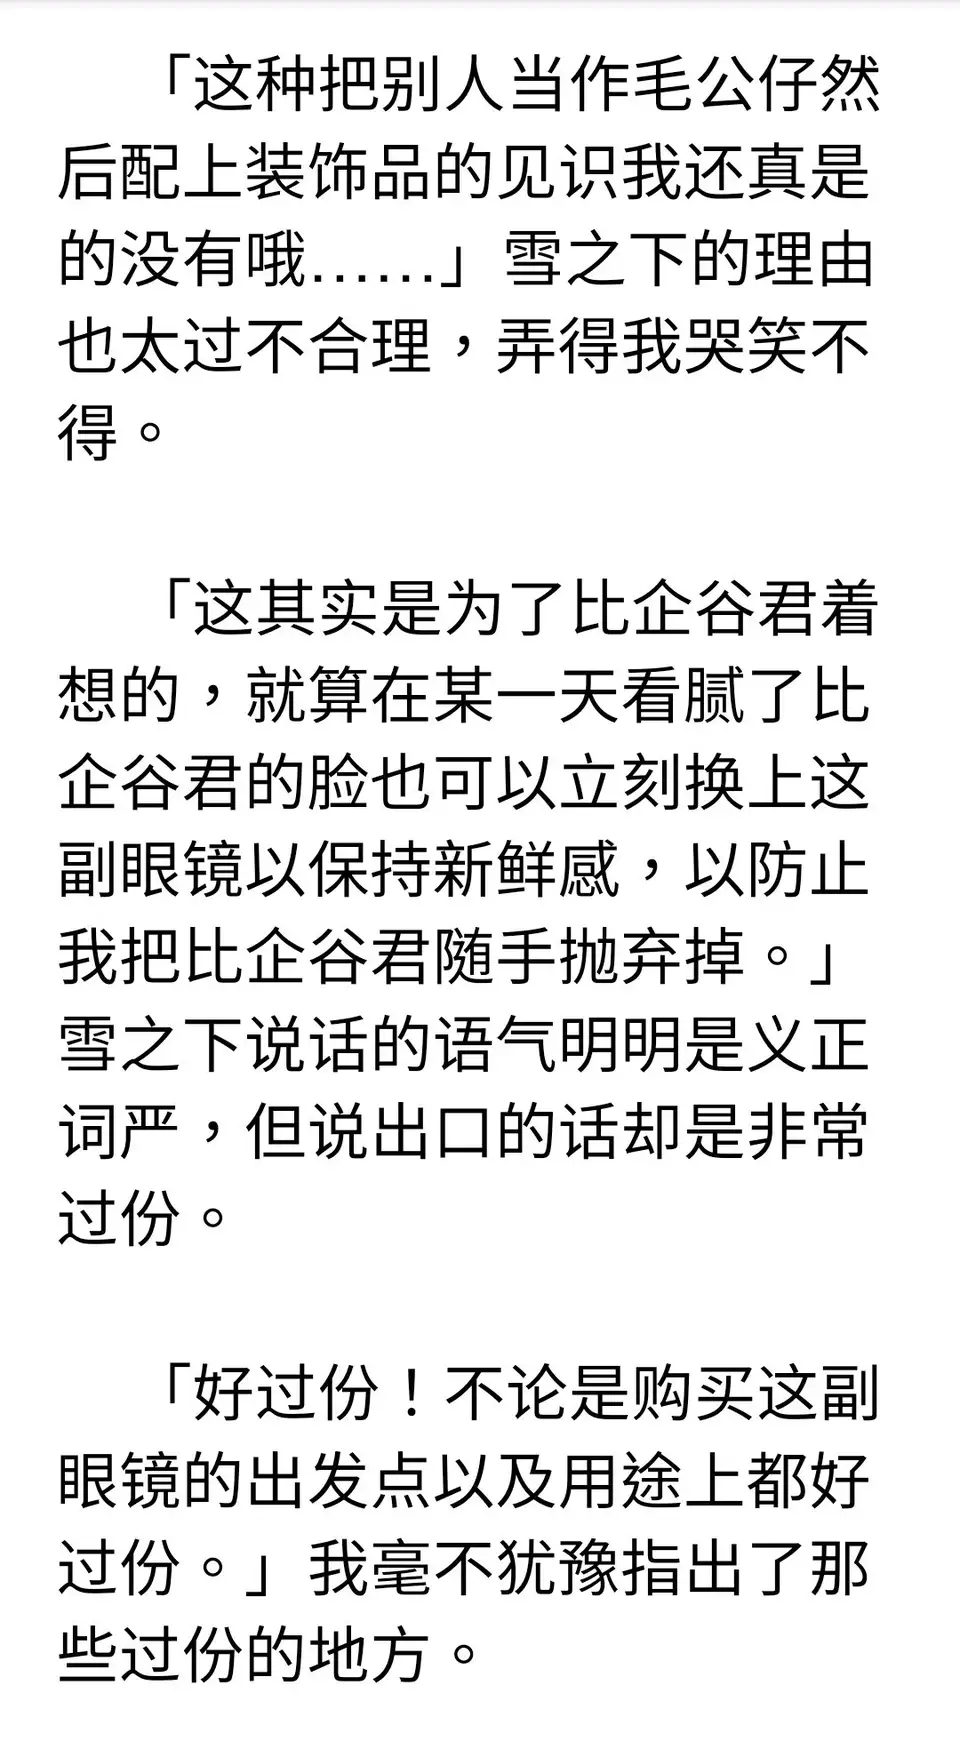 「这种把别人当作毛公仔然
后配上装饰品的见识我还真是
的没有哦……」雪之下的理由
也太过不合理，弄得我哭笑不
得。
「这其实是为了比企谷君着
想的，就算在某一天看腻了比
企谷君的脸也可以立刻换上这
副眼镜以保持新鲜感，以防止
我把比企谷君随手抛弃掉。」
雪之下说话的语气明明是义正
词严，但说出口的话却是非常
过份。
「好过份！不论是购买这副
眼镜的出发点以及用途上都好
过份。」我毫不犹豫指出了那
些过份的地方。